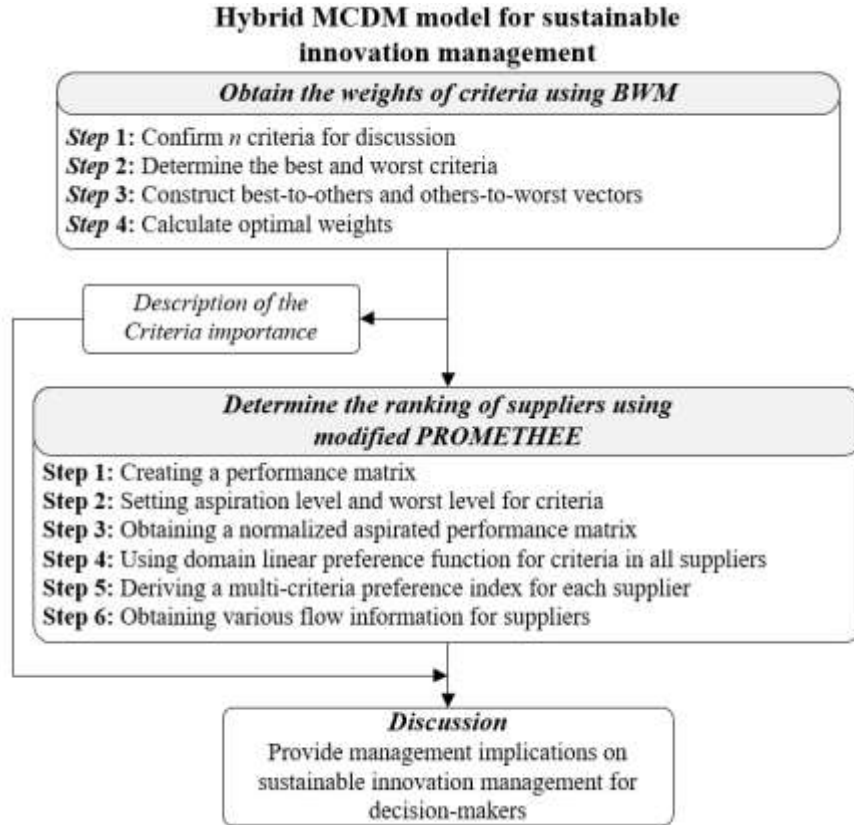 Hybrid MCDM model for sustainable
innovation management
Obtain the weights of criteria using BWM
Step 1: Confirm n criteria for discussion
Step 2: Determine the best and worst criteria
Step 3: Construct best-to-others and others-to-worst vectors
Step 4: Calculate optimal weights
Description of the
Criteria importance
Determine the ranking of suppliers using
modified PROMETHEE
Step 1: Creating a performance matrix
Step 2: Setting aspiration level and worst level for criteria
Step 3: Obtaining a normalized aspirated performance matrix
Step 4: Using domain linear preference function for criteria in all suppliers
Step 5: Deriving a multi-criteria preference index for each supplier
Step 6: Obtaining various flow information for suppliers
Discussion
Provide management implications on
sustainable innovation management for
decision-makers